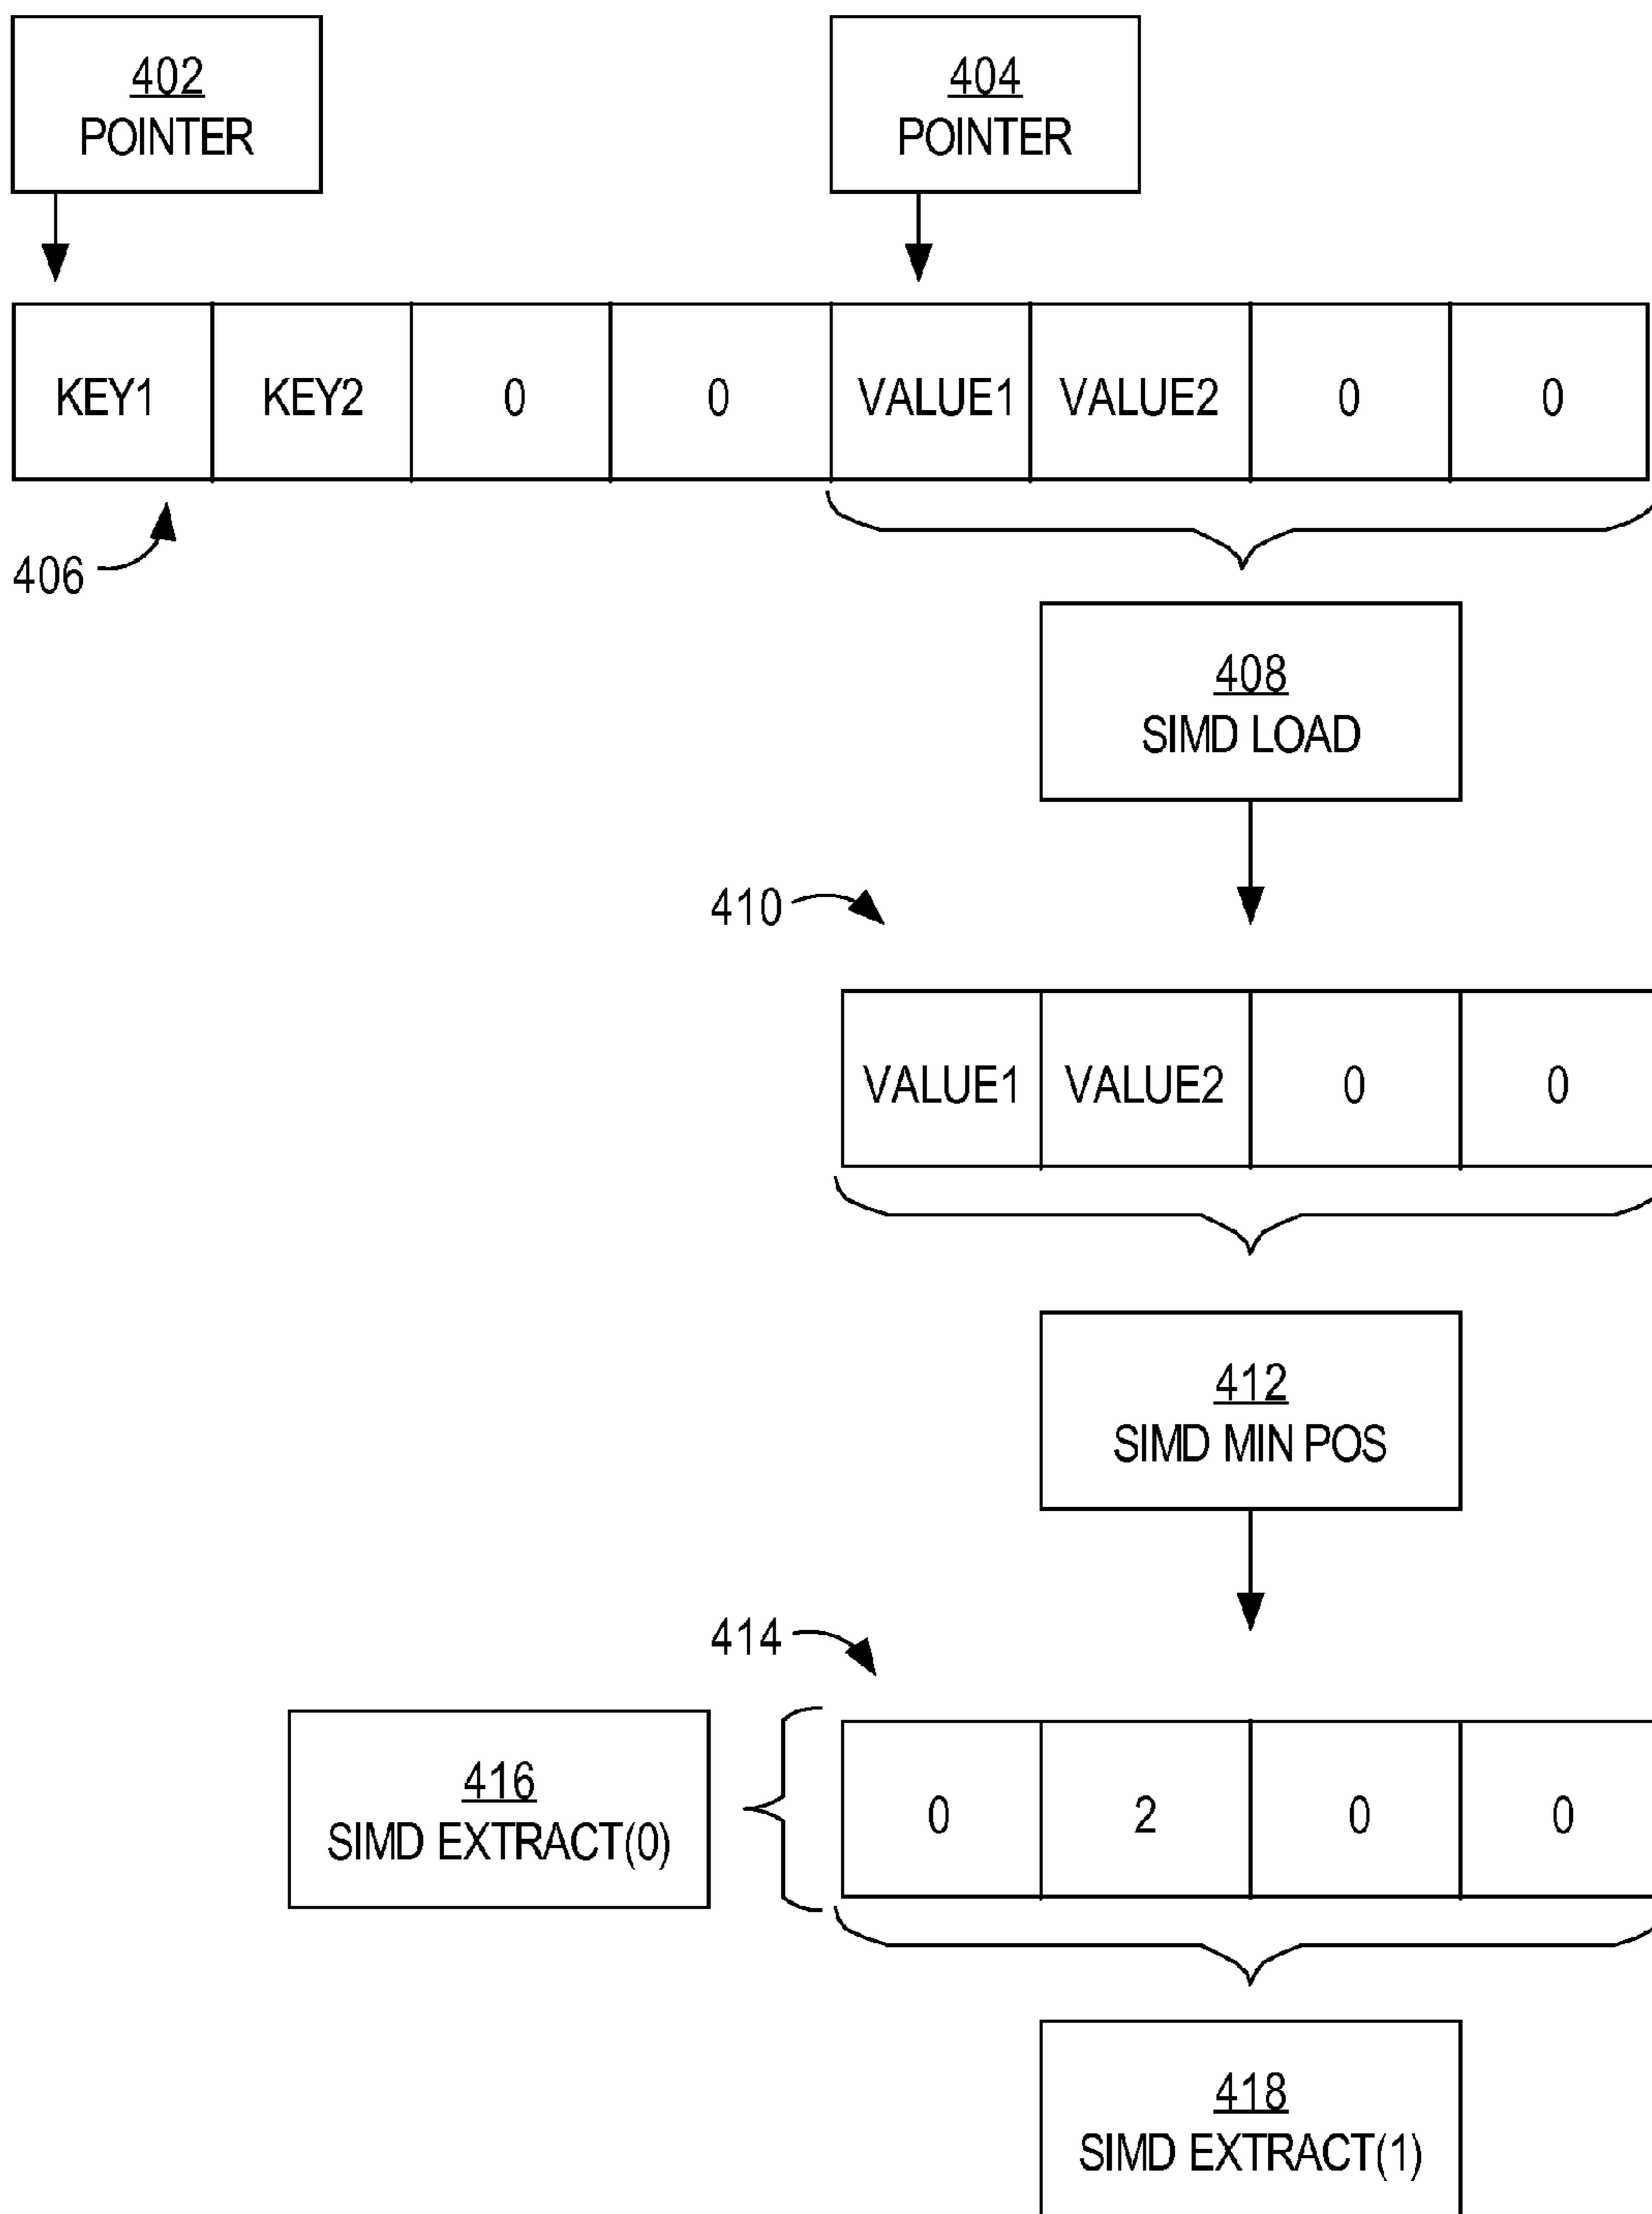 402
POINTER
404
POINTER
KEY1 KEY2 0 0 VALUE1 VALUE2 0 0
406
408
SIMD LOAD
410
VALUE1 VALUE2 0 0
412
SIMD MIN POS
414
416
SIMD EXTRACT(0)
0 2 0 0
418
SIMD EXTRACT(1)